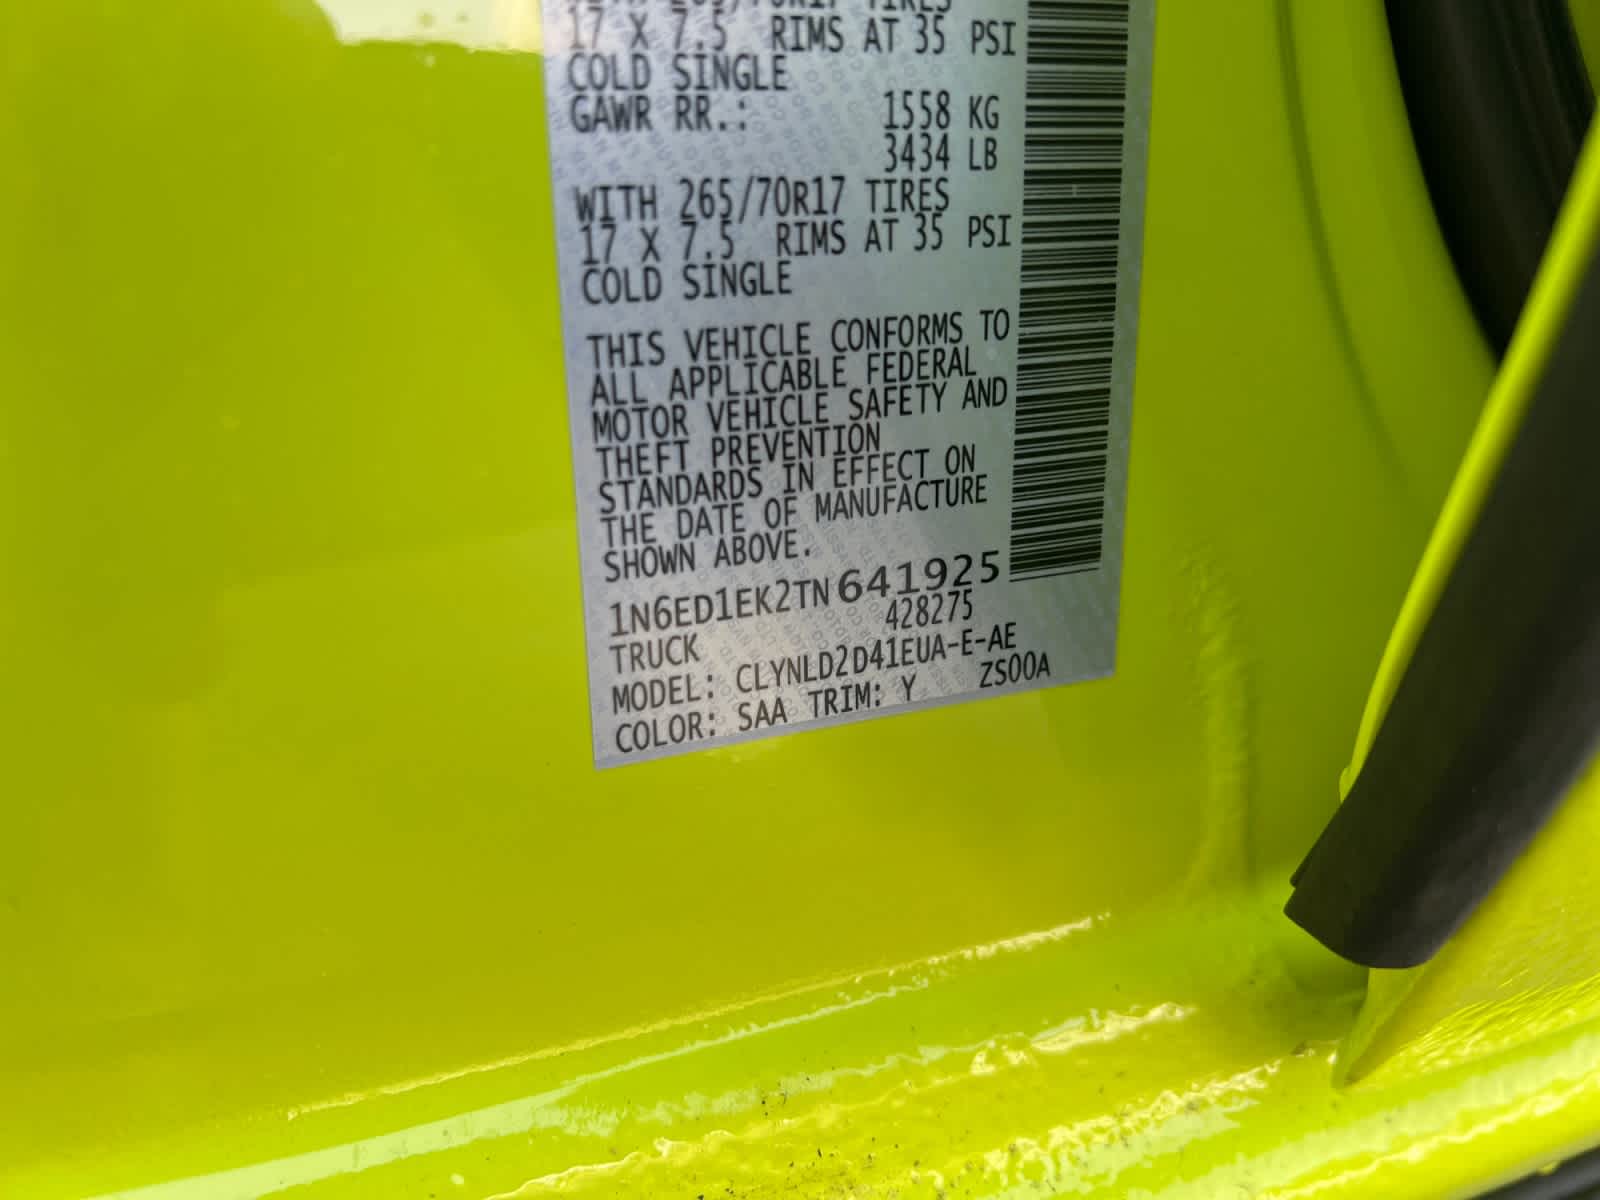 265/70R17 TIRES
17 X 7.5 RIMS AT 35 PSI
COLD SINGLE
GAWR RR.: 1558 KG
3434 LB
WITH 265/70R17 TIRES
17 X 7.5 RIMS AT 35 PSI
COLD SINGLE
THIS VEHICLE CONFORMS TO
ALL APPLICABLE FEDERAL
MOTOR VEHICLE SAFETY AND
THEFT PREVENTION
STANDARDS IN EFFECT ON
THE DATE OF MANUFACTURE
SHOWN ABOVE.
1N6ED1EK2TN641925
TRUCK 428275
MODEL: CLYNLD2D41EUA-E-AE
COLOR: SAA TRIM: Y ZS00A